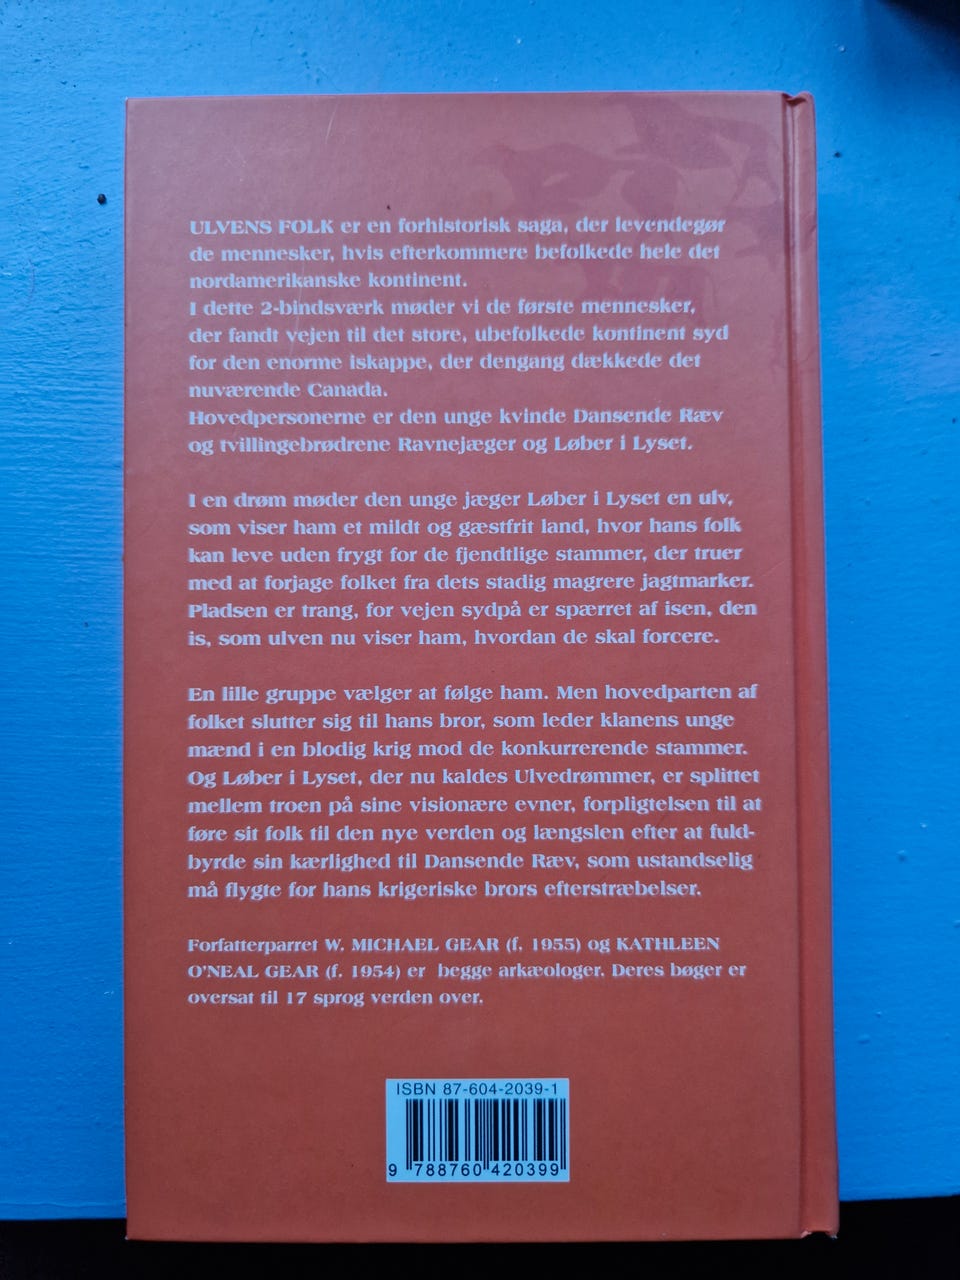 ULVENS FOLK er en forhistorisk saga, der levendegør
de mennesker, hvis efterkommere befolkede hele det
nordamerikanske kontinent.
I dette 2-bindsværk møder vi de første mennesker,
der fandt vejen til det store, ubefolkede kontinent syd
for den enorme iskappe, der dengang dækkede det
nuværende Canada.
Hovedpersonerne er den unge kvinde Dansende Ræv
og tvillingebrødrene Ravnejæger og Løber i Lyset.
I en drøm møder den unge jæger Løber i Lyset en ulv,
som viser ham et mildt og gæstfrit land, hvor hans folk
kan leve uden frygt for de fjendtlige stammer, der truer
med at forjage folket fra dets stadig magrere jagtmarker.
Pladsen er trang, for vejen sydpå er spærret af isen, den
is, som ulven nu viser ham, hvordan de skal forcere.
En lille gruppe vælger at følge ham. Men hovedparten af
folket slutter sig til hans bror, som leder klanens unge
mænd i en blodig krig mod de konkurrerende stammer.
Og Løber i Lyset, der nu kaldes Ulvedrømmer, er splittet
mellem troen på sine visionære evner, forpligtelsen til at
føre sit folk til den nye verden og længslen efter at fuld-
byrde sin kærlighed til Dansende Ræv, som ustandselig
må flygte for hans krigeriske brors efterstræbelser.
Forfatterparret W. MICHAEL GEAR (f. 1955) og KATHLEEN
O'NEAL GEAR (f. 1954) er begge arkæologer. Deres bøger er
oversat til 17 sprog verden over.
ISBN 87-604-2039-1
9 788760 420399